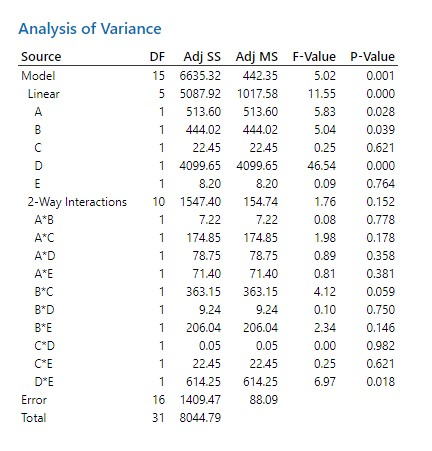 Analysis of Variance
Source DF Adj SS Adj MS F-Value P-Value
Model 15 6635.32 442.35 5.02 0.001
Linear 5 5087.92 1017.58 11.55 0.000
A 1 513.60 513.60 5.83 0.028
B 1 444.02 444.02 5.04 0.039
C 1 22.45 22.45 0.25 0.621
D 1 4099.65 4099.65 46.54 0.000
E 1 8.20 8.20 0.09 0.764
2-Way Interactions 10 1547.40 154.74 1.76 0.152
A*B 1 7.22 7.22 0.08 0.778
A*C 1 174.85 174.85 1.98 0.178
A*D 1 78.75 78.75 0.89 0.358
A*E 1 71.40 71.40 0.81 0.381
B*C 1 363.15 363.15 4.12 0.059
B*D 1 9.24 9.24 0.10 0.750
B*E 1 206.04 206.04 2.34 0.146
C*D 1 0.05 0.05 0.00 0.982
C*E 1 22.45 22.45 0.25 0.621
D*E 1 614.25 614.25 6.97 0.018
Error 16 1409.47 88.09
Total 31 8044.79